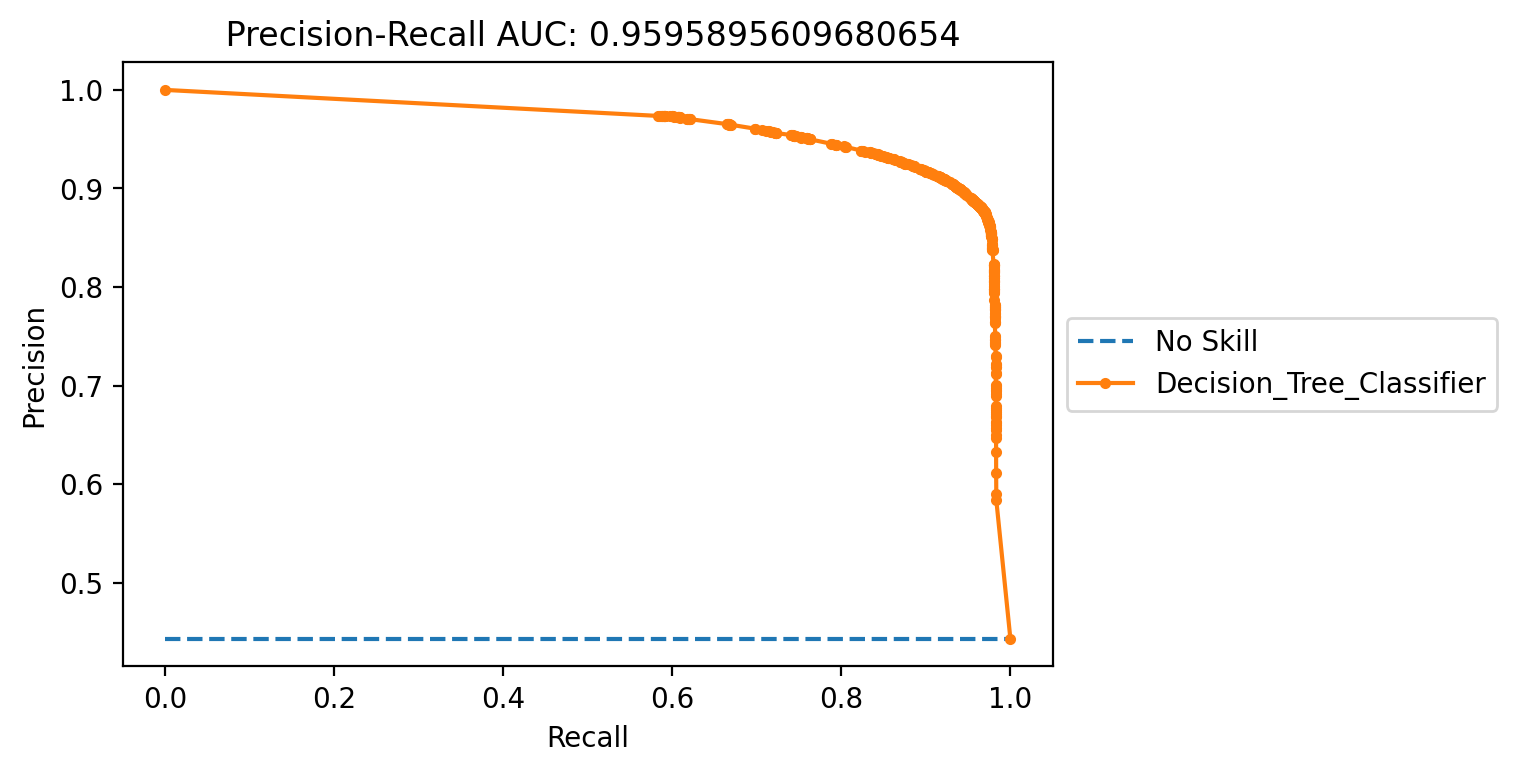 Precision-Recall AUC: 0.9595895609680654
1.0
0.9
0.8
0.7
0.6
0.5
Precision
0.0 0.2 0.4 0.6 0.8 1.0
Recall
No Skill
Decision_Tree_Classifier